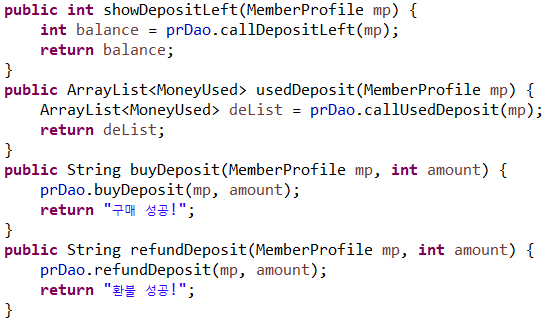 public int showDepositLeft(MemberProfile mp) {
    int balance = prDao.callDepositLeft(mp);
    return balance;
}
public ArrayList<MoneyUsed> usedDeposit(MemberProfile mp) {
    ArrayList<MoneyUsed> deList = prDao.callUsedDeposit(mp);
    return deList;
}
public String buyDeposit(MemberProfile mp, int amount) {
    prDao.buyDeposit(mp, amount);
    return "구매 성공!";
}
public String refundDeposit(MemberProfile mp, int amount) {
    prDao.refundDeposit(mp, amount);
    return "환불 성공!";
}